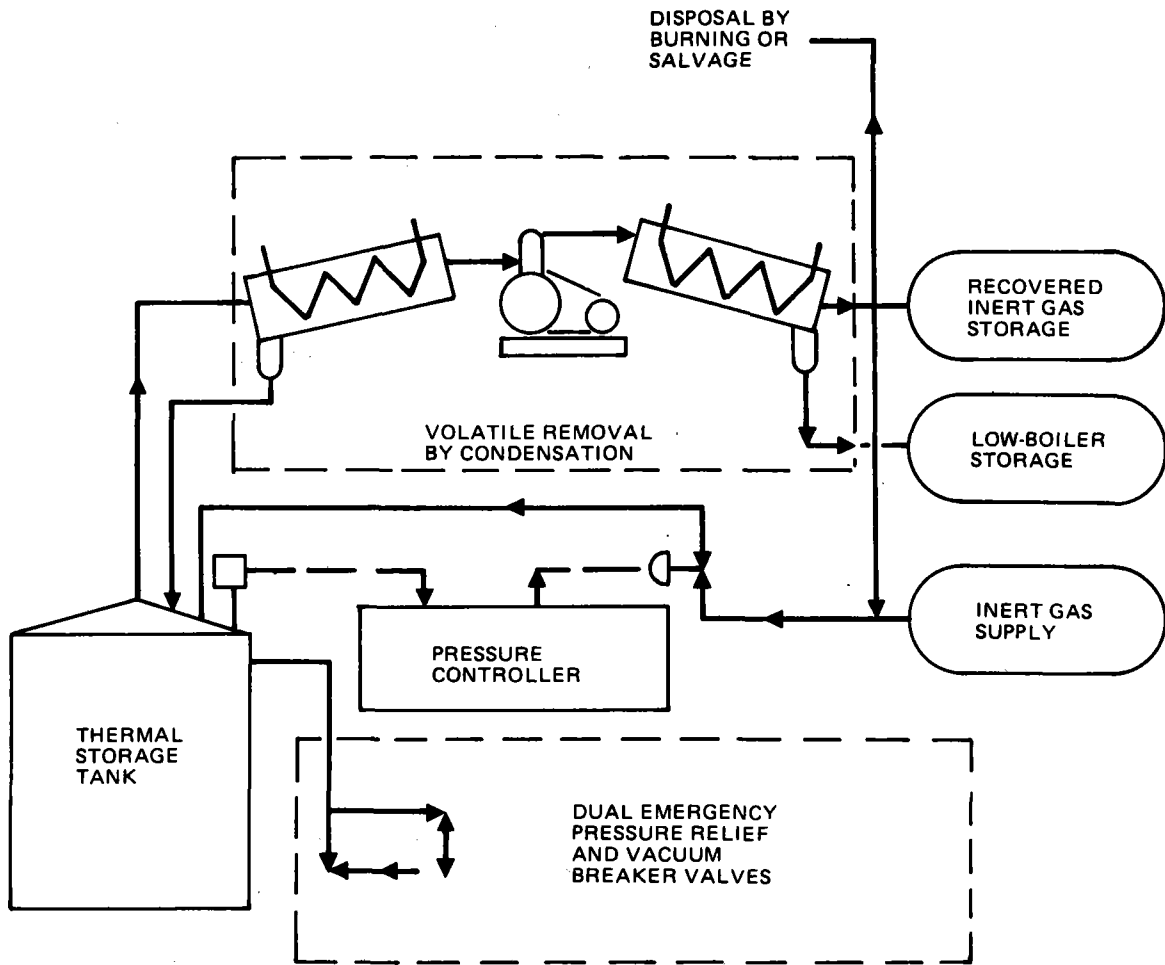 DISPOSAL BY
BURNING OR
SALVAGE
RECOVERED
INERT GAS
STORAGE
VOLATILE REMOVAL
BY CONDENSATION
LOW-BOILER
STORAGE
INERT GAS
SUPPLY
PRESSURE
CONTROLLER
THERMAL
STORAGE
TANK
DUAL EMERGENCY
PRESSURE RELIEF
AND VACUUM
BREAKER VALVES